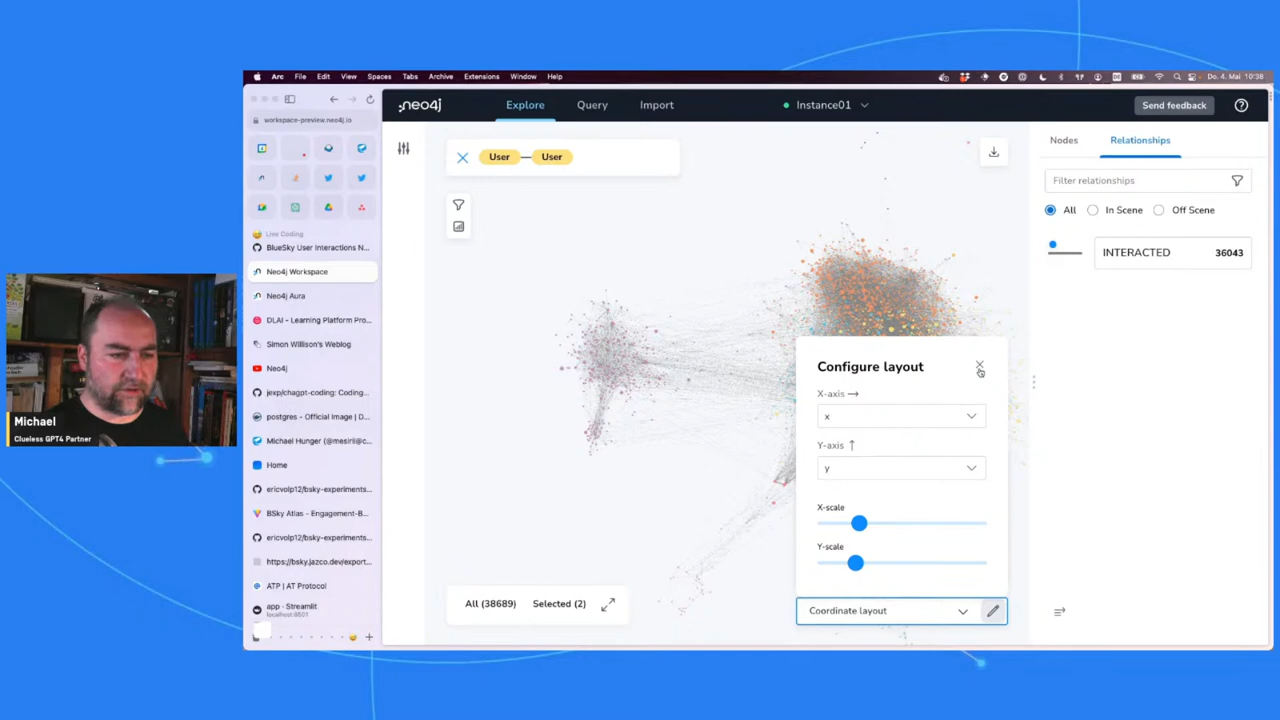 Arc File Edit View Spaces Tabs Archive Extensions Window Help
Do. 4. Mai 10:38
workspace-preview.neo4j.io
neo4j
Explore
Query
Import
Instance01
Send feedback
Live Coding
BlueSky User Interactions N...
Neo4j Workspace
Neo4j Aura
DLAI - Learning Platform Pro...
Simon Willison's Weblog
Neo4j
jexp/chagpt-coding: Coding...
postgres - Official Image | D...
Michael Hunger (@mesirii@c...
Home
ericvolp12/bsky-experiments...
BSky Atlas - Engagement-B...
ericvolp12/bsky-experiments...
https://bsky.jazco.dev/export...
ATP | AT Protocol
app · Streamlit
localhost:8501
User
User
Nodes
Relationships
Filter relationships
All
In Scene
Off Scene
INTERACTED
36043
Configure layout
X-axis →
x
Y-axis ↑
y
X-scale
Y-scale
Coordinate layout
All (38689)
Selected (2)
Michael
Clueless GPT4 Partner